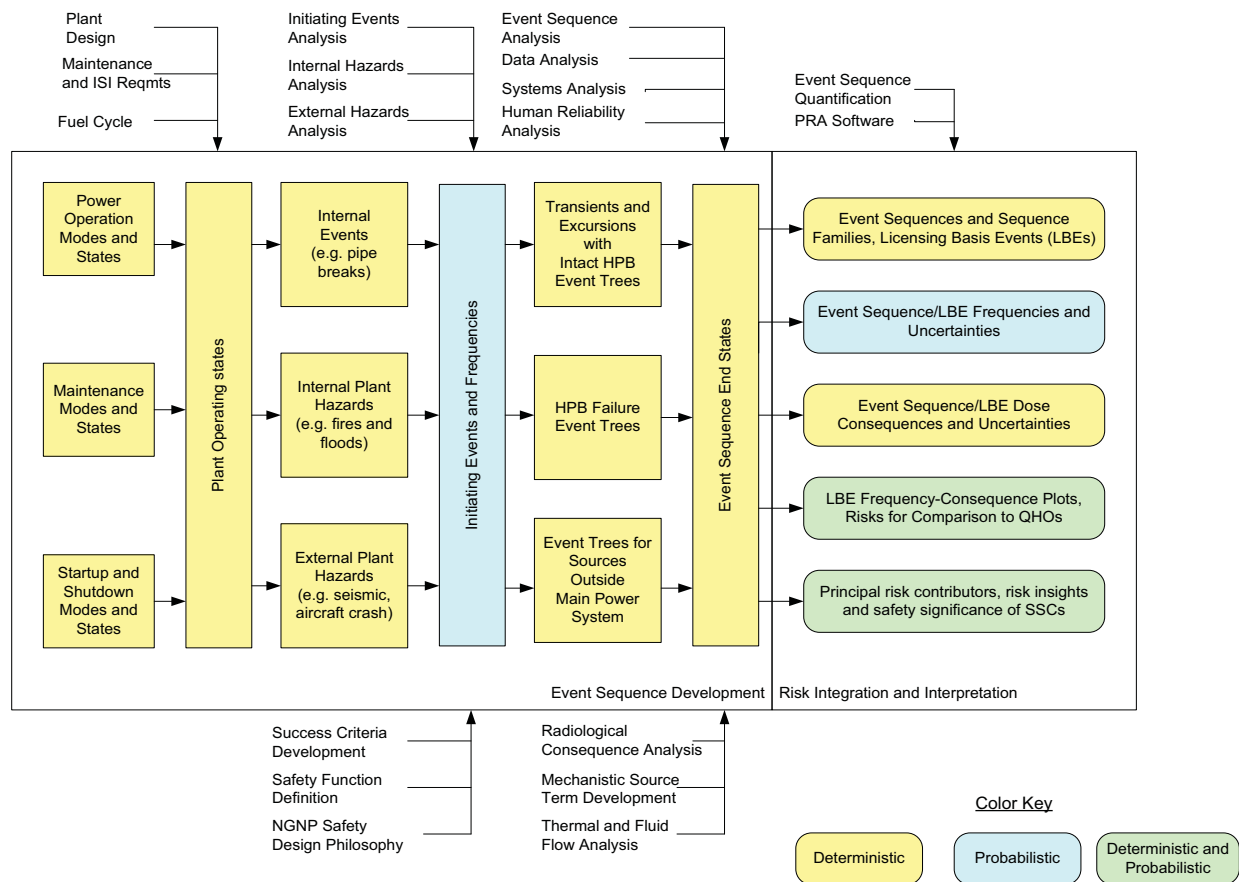 Plant
Design
Maintenance
and ISI Reqmts
Fuel Cycle
Initiating Events
Analysis
Internal Hazards
Analysis
External Hazards
Analysis
Event Sequence
Analysis
Data Analysis
Systems Analysis
Human Reliability
Analysis
Event Sequence
Quantification
PRA Software
Power
Operation
Modes and
States
Maintenance
Modes and
States
Startup and
Shutdown
Modes and
States
Plant Operating states
Internal
Events
(e.g. pipe
breaks)
Internal Plant
Hazards
(e.g. fires and
floods)
External Plant
Hazards
(e.g. seismic,
aircraft crash)
Initiating Events and Frequencies
Transients and
Excursions
with
Intact HPB
Event Trees
HPB Failure
Event Trees
Event Trees for
Sources
Outside
Main Power
System
Event Sequence End States
Event Sequences and Sequence
Families, Licensing Basis Events (LBEs)
Event Sequence/LBE Frequencies and
Uncertainties
Event Sequence/LBE Dose
Consequences and Uncertainties
LBE Frequency-Consequence Plots,
Risks for Comparison to QHOs
Principal risk contributors, risk insights
and safety significance of SSCs
Event Sequence Development
Risk Integration and Interpretation
Success Criteria
Development
Safety Function
Definition
NGNP Safety
Design Philosophy
Radiological
Consequence Analysis
Mechanistic Source
Term Development
Thermal and Fluid
Flow Analysis
Color Key
Deterministic
Probabilistic
Deterministic and
Probabilistic